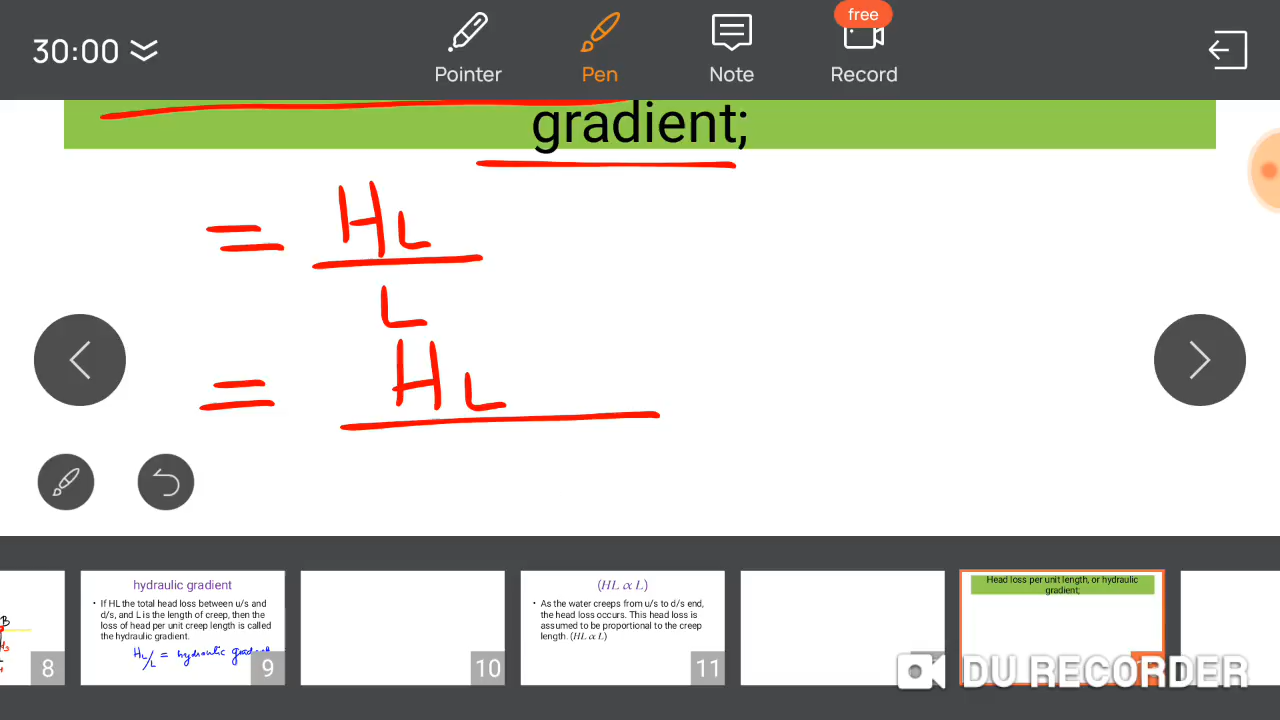 30:00
Pointer
Pen
Note
free
Record
gradient;
= HL
L
= HL
8
B
H3
hydraulic gradient
• If HL the total head loss between u/s and
d/s, and L is the length of creep, then the
loss of head per unit creep length is called
the hydraulic gradient.
HL/L = hydraulic gradient
9
10
(HL ∝ L)
• As the water creeps from u/s to d/s end,
the head loss occurs. This head loss is
assumed to be proportional to the creep
length. (HL ∝ L)
11
Head loss per unit length, or hydraulic
gradient;
DU RECORDER